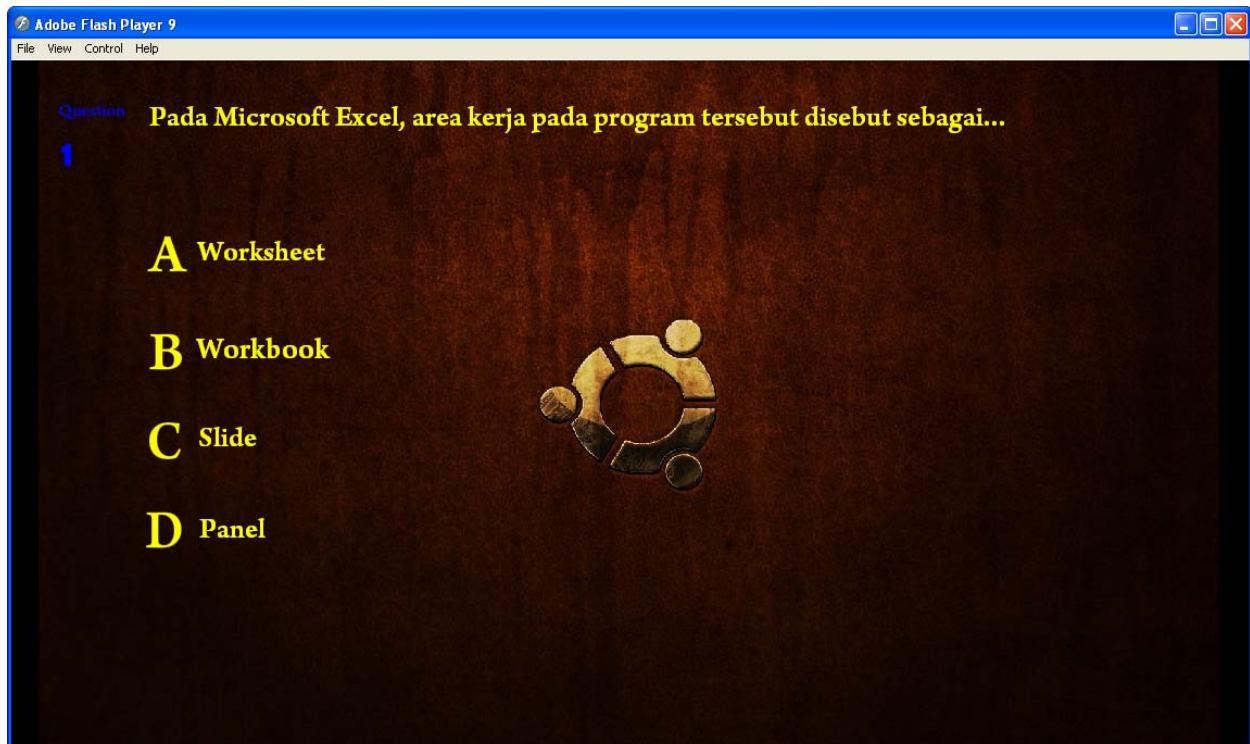 Adobe Flash Player 9
File View Control Help
Question
1
Pada Microsoft Excel, area kerja pada program tersebut disebut sebagai...
A Worksheet
B Workbook
C Slide
D Panel